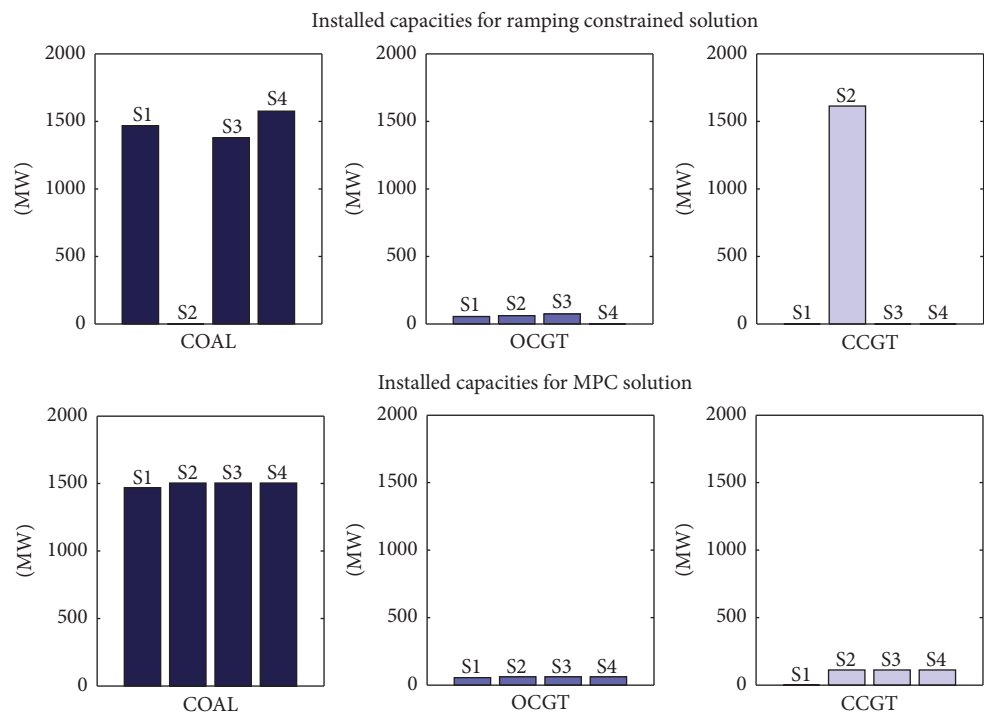 Installed capacities for ramping constrained solution
2000
1500
1000
500
0
(MW)
S1
S2
S3
S4
COAL
2000
1500
1000
500
0
(MW)
S1
S2
S3
S4
OCGT
2000
1500
1000
500
0
(MW)
S1
S2
S3
S4
CCGT
Installed capacities for MPC solution
2000
1500
1000
500
0
(MW)
S1
S2
S3
S4
COAL
2000
1500
1000
500
0
(MW)
S1
S2
S3
S4
OCGT
2000
1500
1000
500
0
(MW)
S1
S2
S3
S4
CCGT